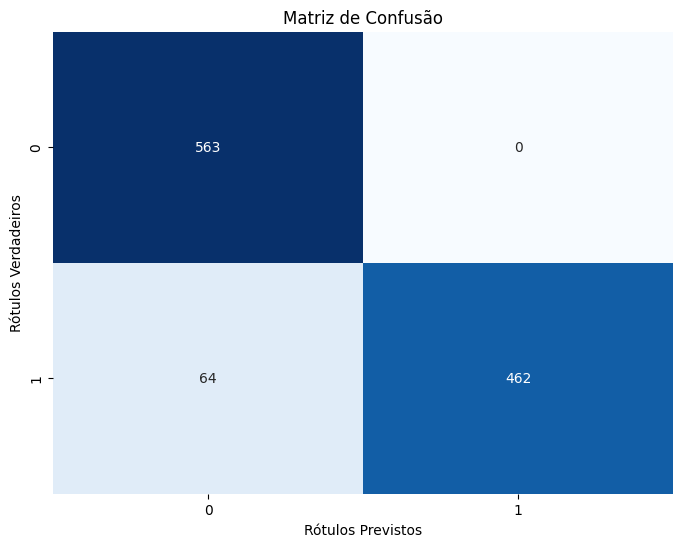 Matriz de Confusão
Rótulos Verdadeiros
0
563
0
1
64
462
0
1
Rótulos Previstos